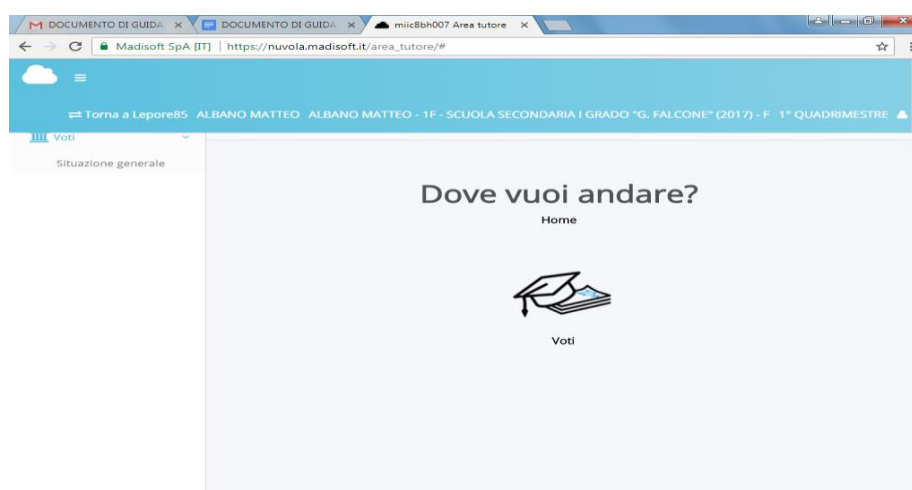 DOCUMENTO DI GUIDA
DOCUMENTO DI GUIDA
miic8bh007 Area tutore
Madisoft SpA [IT] | https://nuvola.madisoft.it/area_tutore/#
Torna a Lepore85 ALBANO MATTEO ALBANO MATTEO - 1F - SCUOLA SECONDARIA I GRADO "G. FALCONE" (2017) - F 1° QUADRIMESTRE
Voti
Situazione generale
Dove vuoi andare?
Home
Voti